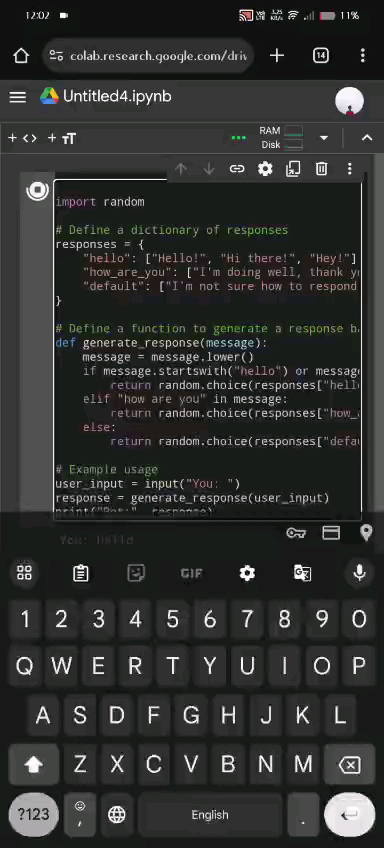 12:02 11%
colab.research.google.com/driv 14
Untitled4.ipynb
+ <> + TT RAM
Disk
import random
# Define a dictionary of responses
responses = {
"hello": ["Hello!", "Hi there!", "Hey!"]
"how_are_you": ["I'm doing well, thank y
"default": ["I'm not sure how to respond
}
# Define a function to generate a response ba
def generate_response(message):
message = message.lower()
if message.startswith("hello") or messag
return random.choice(responses["hell
elif "how are you" in message:
return random.choice(responses["how_a
else:
return random.choice(responses["defau
# Example usage
user_input = input("You: ")
response = generate_response(user_input)
print("Bot:", response)
You: Hello
GIF
1 2 3 4 5 6 7 8 9 0
Q W E R T Y U I O P
A S D F G H J K L
Z X C V B N M
?123 , English .